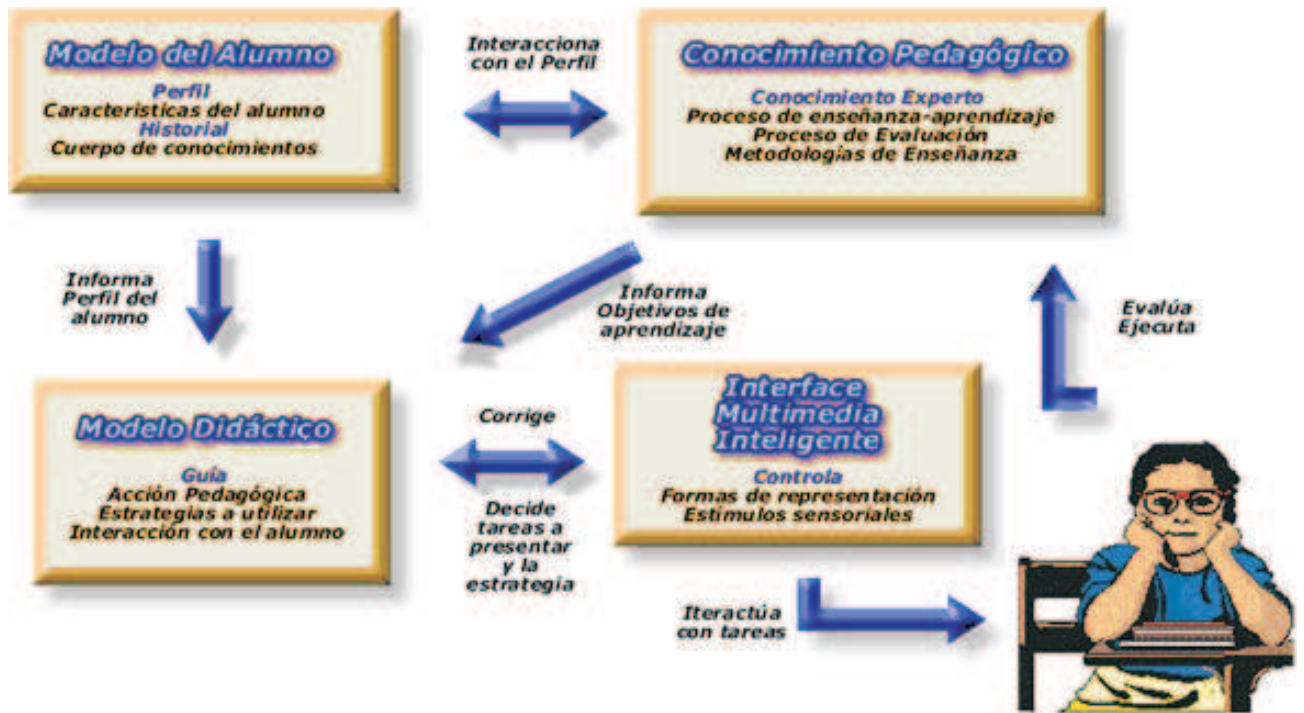 Modelo del Alumno
Perfil
Características del alumno
Historial
Cuerpo de conocimientos
Interacciona
con el Perfil
Conocimiento Pedagógico
Conocimiento Experto
Proceso de enseñanza-aprendizaje
Proceso de Evaluación
Metodologías de Enseñanza
Informa
Perfil del
alumno
Informa
Objetivos de
aprendizaje
Evalúa
Ejecuta
Modelo Didáctico
Guía
Acción Pedagógica
Estrategias a utilizar
Interacción con el alumno
Corrige
Decide
tareas a
presentar
y la
estrategia
Interface
Multimedia
Inteligente
Controla
Formas de representación
Estímulos sensoriales
Iteractúa
con tareas